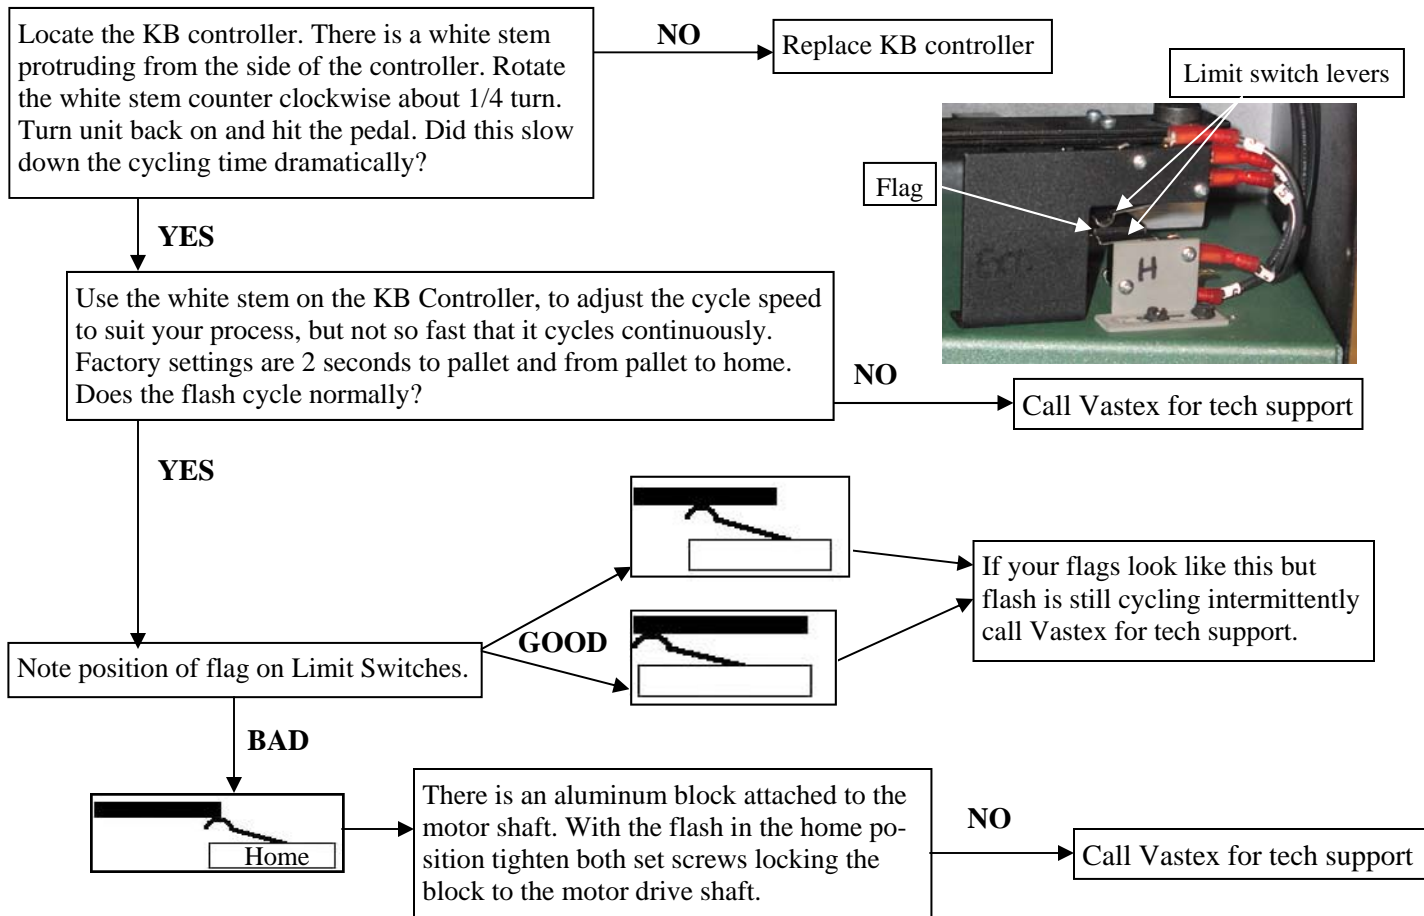 Locate the KB controller. There is a white stem
protruding from the side of the controller. Rotate
the white stem counter clockwise about 1/4 turn.
Turn unit back on and hit the pedal. Did this slow
down the cycling time dramatically?
NO
Replace KB controller
Limit switch levers
Flag
Ext.
H
YES
Use the white stem on the KB Controller, to adjust the cycle speed
to suit your process, but not so fast that it cycles continuously.
Factory settings are 2 seconds to pallet and from pallet to home.
Does the flash cycle normally?
NO
Call Vastex for tech support
YES
Note position of flag on Limit Switches.
GOOD
If your flags look like this but
flash is still cycling intermittently
call Vastex for tech support.
BAD
Home
There is an aluminum block attached to the
motor shaft. With the flash in the home po-
sition tighten both set screws locking the
block to the motor drive shaft.
NO
Call Vastex for tech support